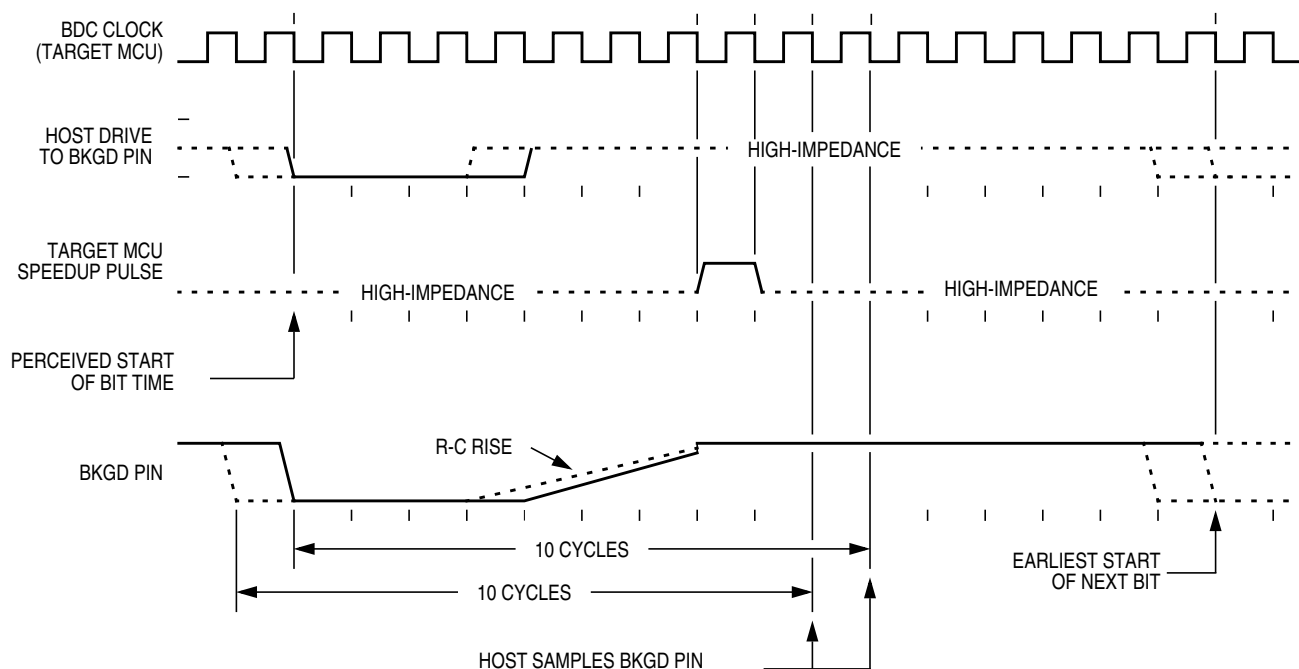 BDC CLOCK
(TARGET MCU)
HOST DRIVE
TO BKGD PIN
HIGH-IMPEDANCE
TARGET MCU
SPEEDUP PULSE
HIGH-IMPEDANCE
HIGH-IMPEDANCE
PERCEIVED START
OF BIT TIME
R-C RISE
BKGD PIN
10 CYCLES
EARLIEST START
OF NEXT BIT
10 CYCLES
HOST SAMPLES BKGD PIN